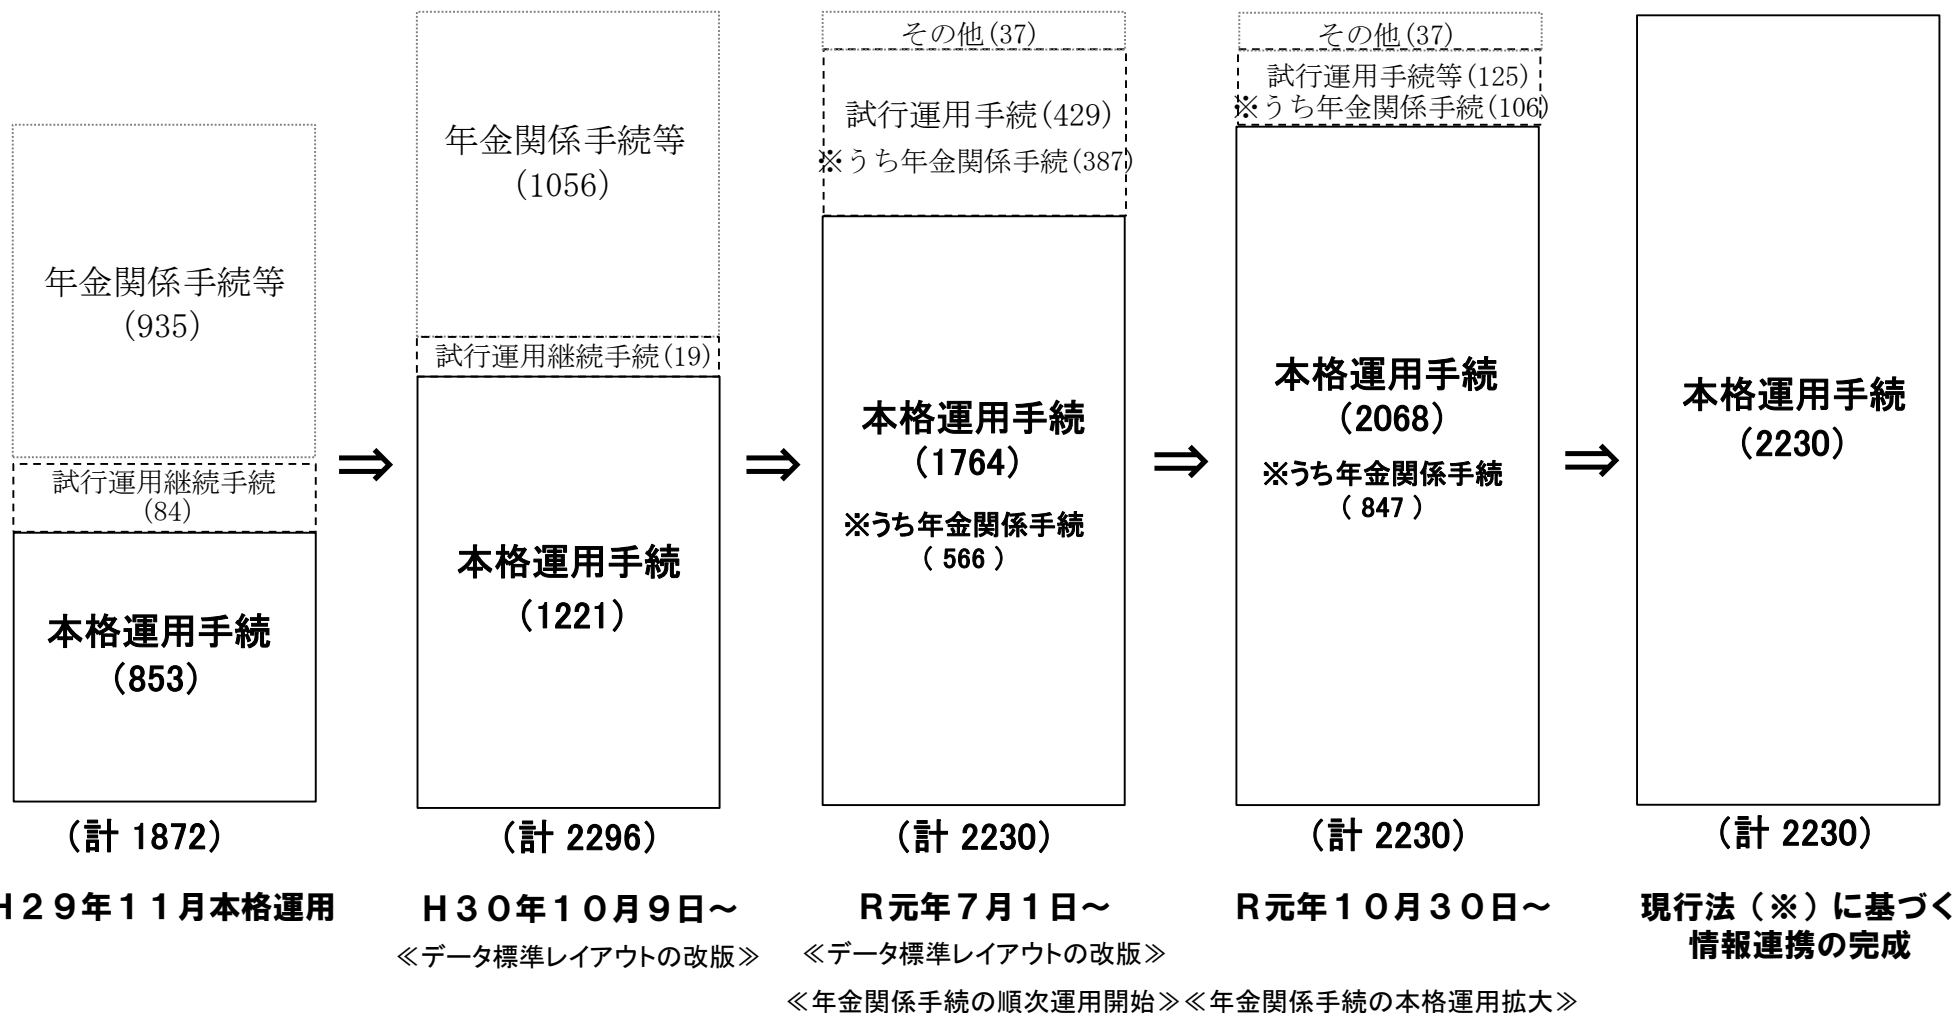 年金関係手続等
(935)
試行運用継続手続
(84)
本格運用手続
(853)
(計 1872)
H29年11月本格運用
⇒
年金関係手続等
(1056)
試行運用継続手続(19)
本格運用手続
(1221)
(計 2296)
H30年10月9日～
≪データ標準レイアウトの改版≫
⇒
その他(37)
試行運用手続(429)
※うち年金関係手続(387)
本格運用手続
(1764)
※うち年金関係手続
( 566 )
(計 2230)
R元年7月1日～
≪データ標準レイアウトの改版≫
≪年金関係手続の順次運用開始≫
⇒
その他(37)
試行運用手続等(125)
※うち年金関係手続(106)
本格運用手続
(2068)
※うち年金関係手続
( 847 )
(計 2230)
R元年10月30日～
≪年金関係手続の本格運用拡大≫
⇒
本格運用手続
(2230)
(計 2230)
現行法（※）に基づく
情報連携の完成